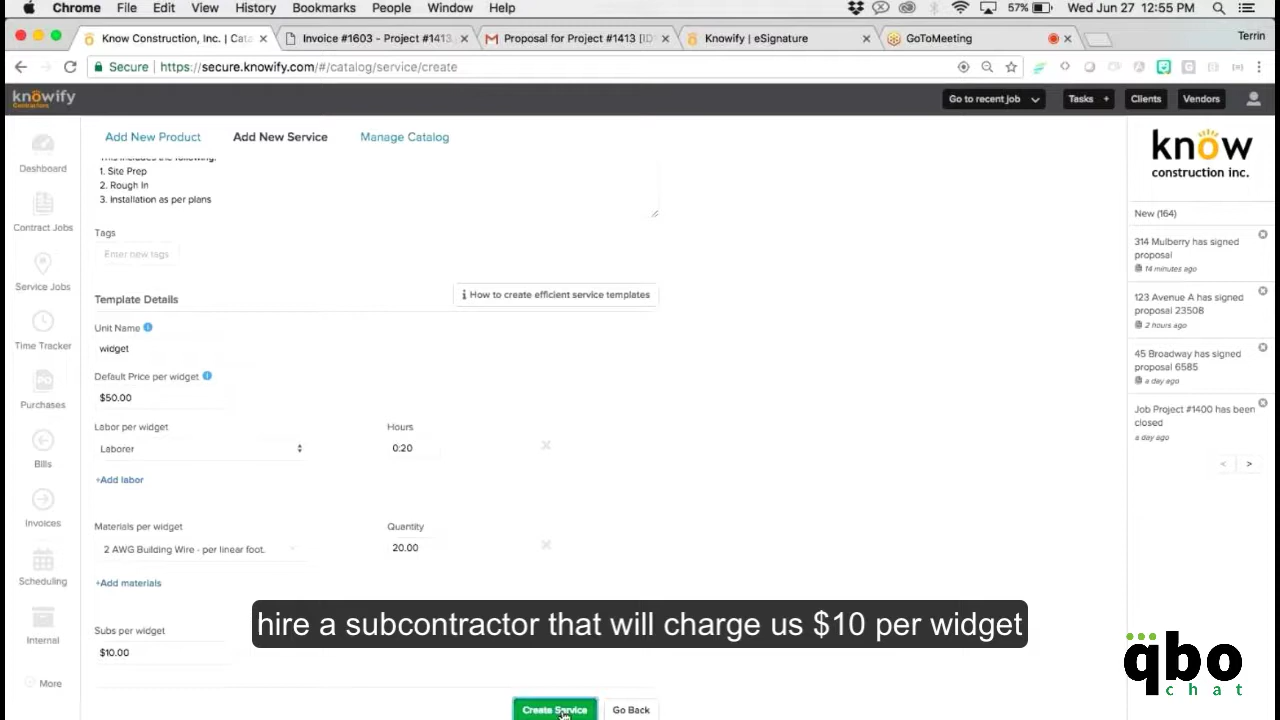 Chrome File Edit View History Bookmarks People Window Help 57% Wed Jun 27 12:55 PM
Know Construction, Inc. | Cata Invoice #1603 - Project #1413, Proposal for Project #1413 [ID Knowify | eSignature GoToMeeting Terrin
Secure https://secure.knowify.com/#/catalog/service/create
knowify
Contractors
Go to recent job Tasks + Clients Vendors
Add New Product Add New Service Manage Catalog
Dashboard
Contract Jobs
Service Jobs
Time Tracker
PO
Purchases
Bills
Invoices
Scheduling
Internal
More
This includes the following:
1. Site Prep
2. Rough In
3. Installation as per plans
Tags
Enter new tags
Template Details
How to create efficient service templates
Unit Name
widget
Default Price per widget
$50.00
Labor per widget Hours
Laborer 0:20
+Add labor
Materials per widget Quantity
2 AWG Building Wire - per linear foot. 20.00
+Add materials
Subs per widget
$10.00
Create Service Go Back
know
construction inc.
New (164)
314 Mulberry has signed
proposal
14 minutes ago
123 Avenue A has signed
proposal 23508
2 hours ago
45 Broadway has signed
proposal 6585
a day ago
Job Project #1400 has been
closed
a day ago
< >
hire a subcontractor that will charge us $10 per widget
qbo
chat